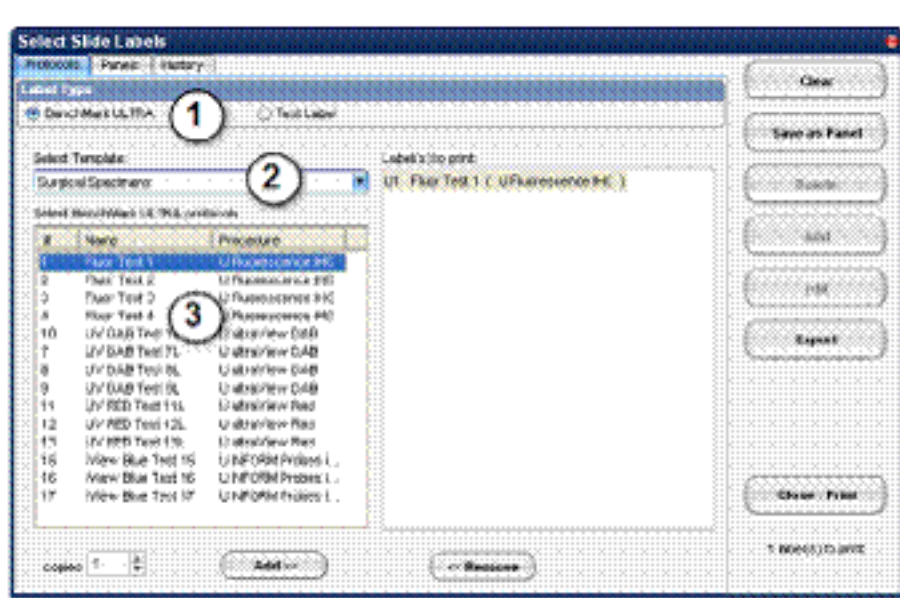 Select Slide Labels
Protocols Panels History
Label Type
BenchMark ULTRA 1 Test Label
Select Template: 2
Surgical Specimens
Label(s) to print:
U1 Fluor Test 1 ( U Fluorescence IHC )
Select BenchMark ULTRA protocols
# Name Procedure
1 Fluor Test 1 U Fluorescence IHC
2 Fluor Test 2 U Fluorescence IHC
3 Fluor Test 3 U Fluorescence IHC
4 Fluor Test 4 U Fluorescence IHC
3
10 UV DAB Test U ultraView DAB
7 UV DAB Test 7L U ultraView DAB
8 UV DAB Test 8L U ultraView DAB
9 UV DAB Test 9L U ultraView DAB
11 UV RED Test 11L U ultraView Red
12 UV RED Test 12L U ultraView Red
13 UV RED Test 13L U ultraView Red
15 iView Blue Test 15 U INFORM Probes i...
16 iView Blue Test 16 U INFORM Probes i...
17 iView Blue Test 17 U INFORM Probes i...
copies 1
Add >>
<< Remove
Clear
Save as Panel
Delete
Add
Edit
Export
Close / Print
1 label(s) to print